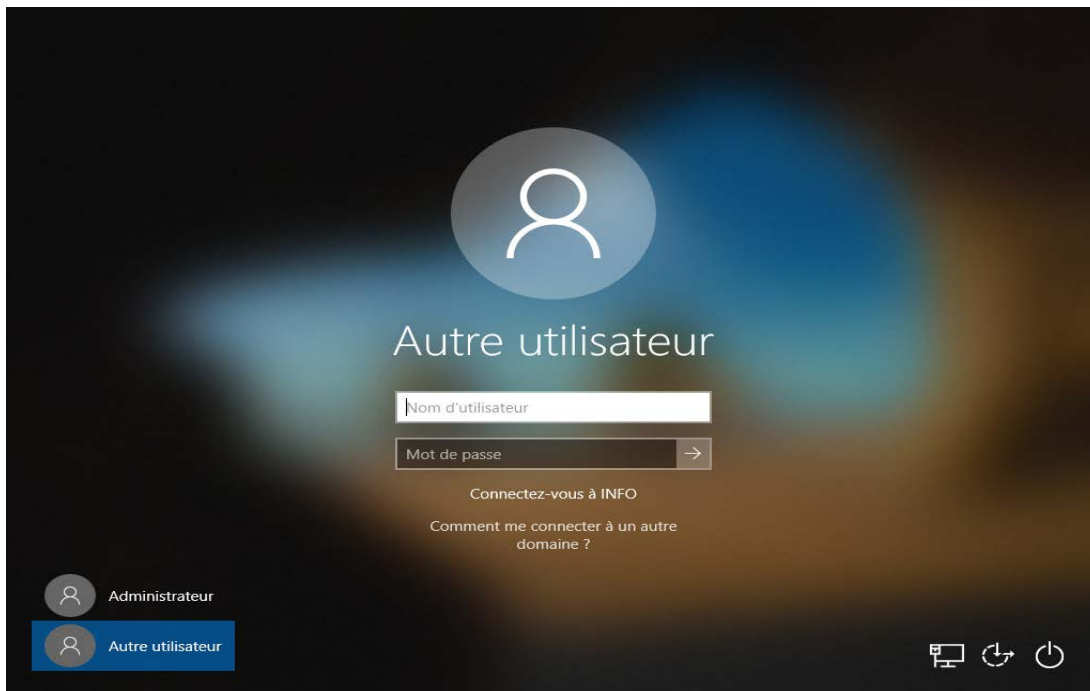 Autre utilisateur
Nom d'utilisateur
Mot de passe
Connectez-vous à INFO
Comment me connecter à un autre
domaine ?
Administrateur
Autre utilisateur